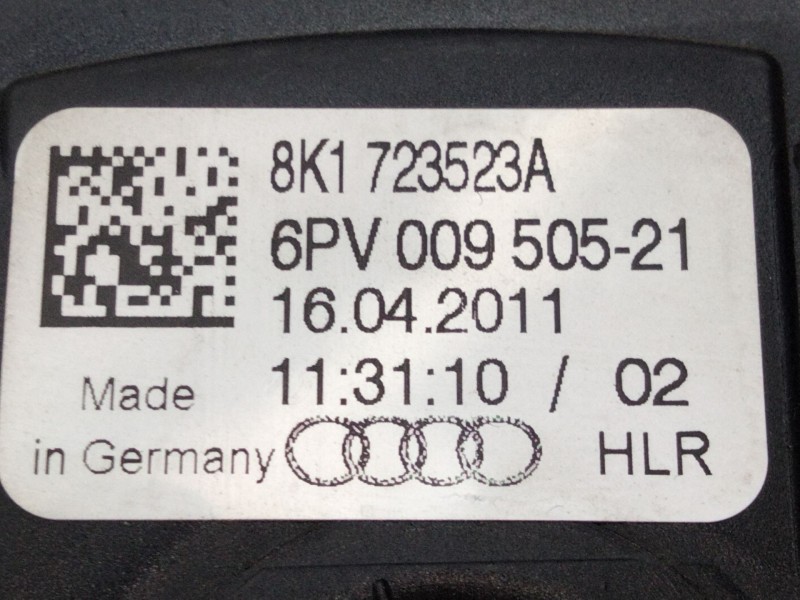 8K1 723523A
6PV 009 505-21
16.04.2011
11:31:10 / 02
Made
in Germany
HLR